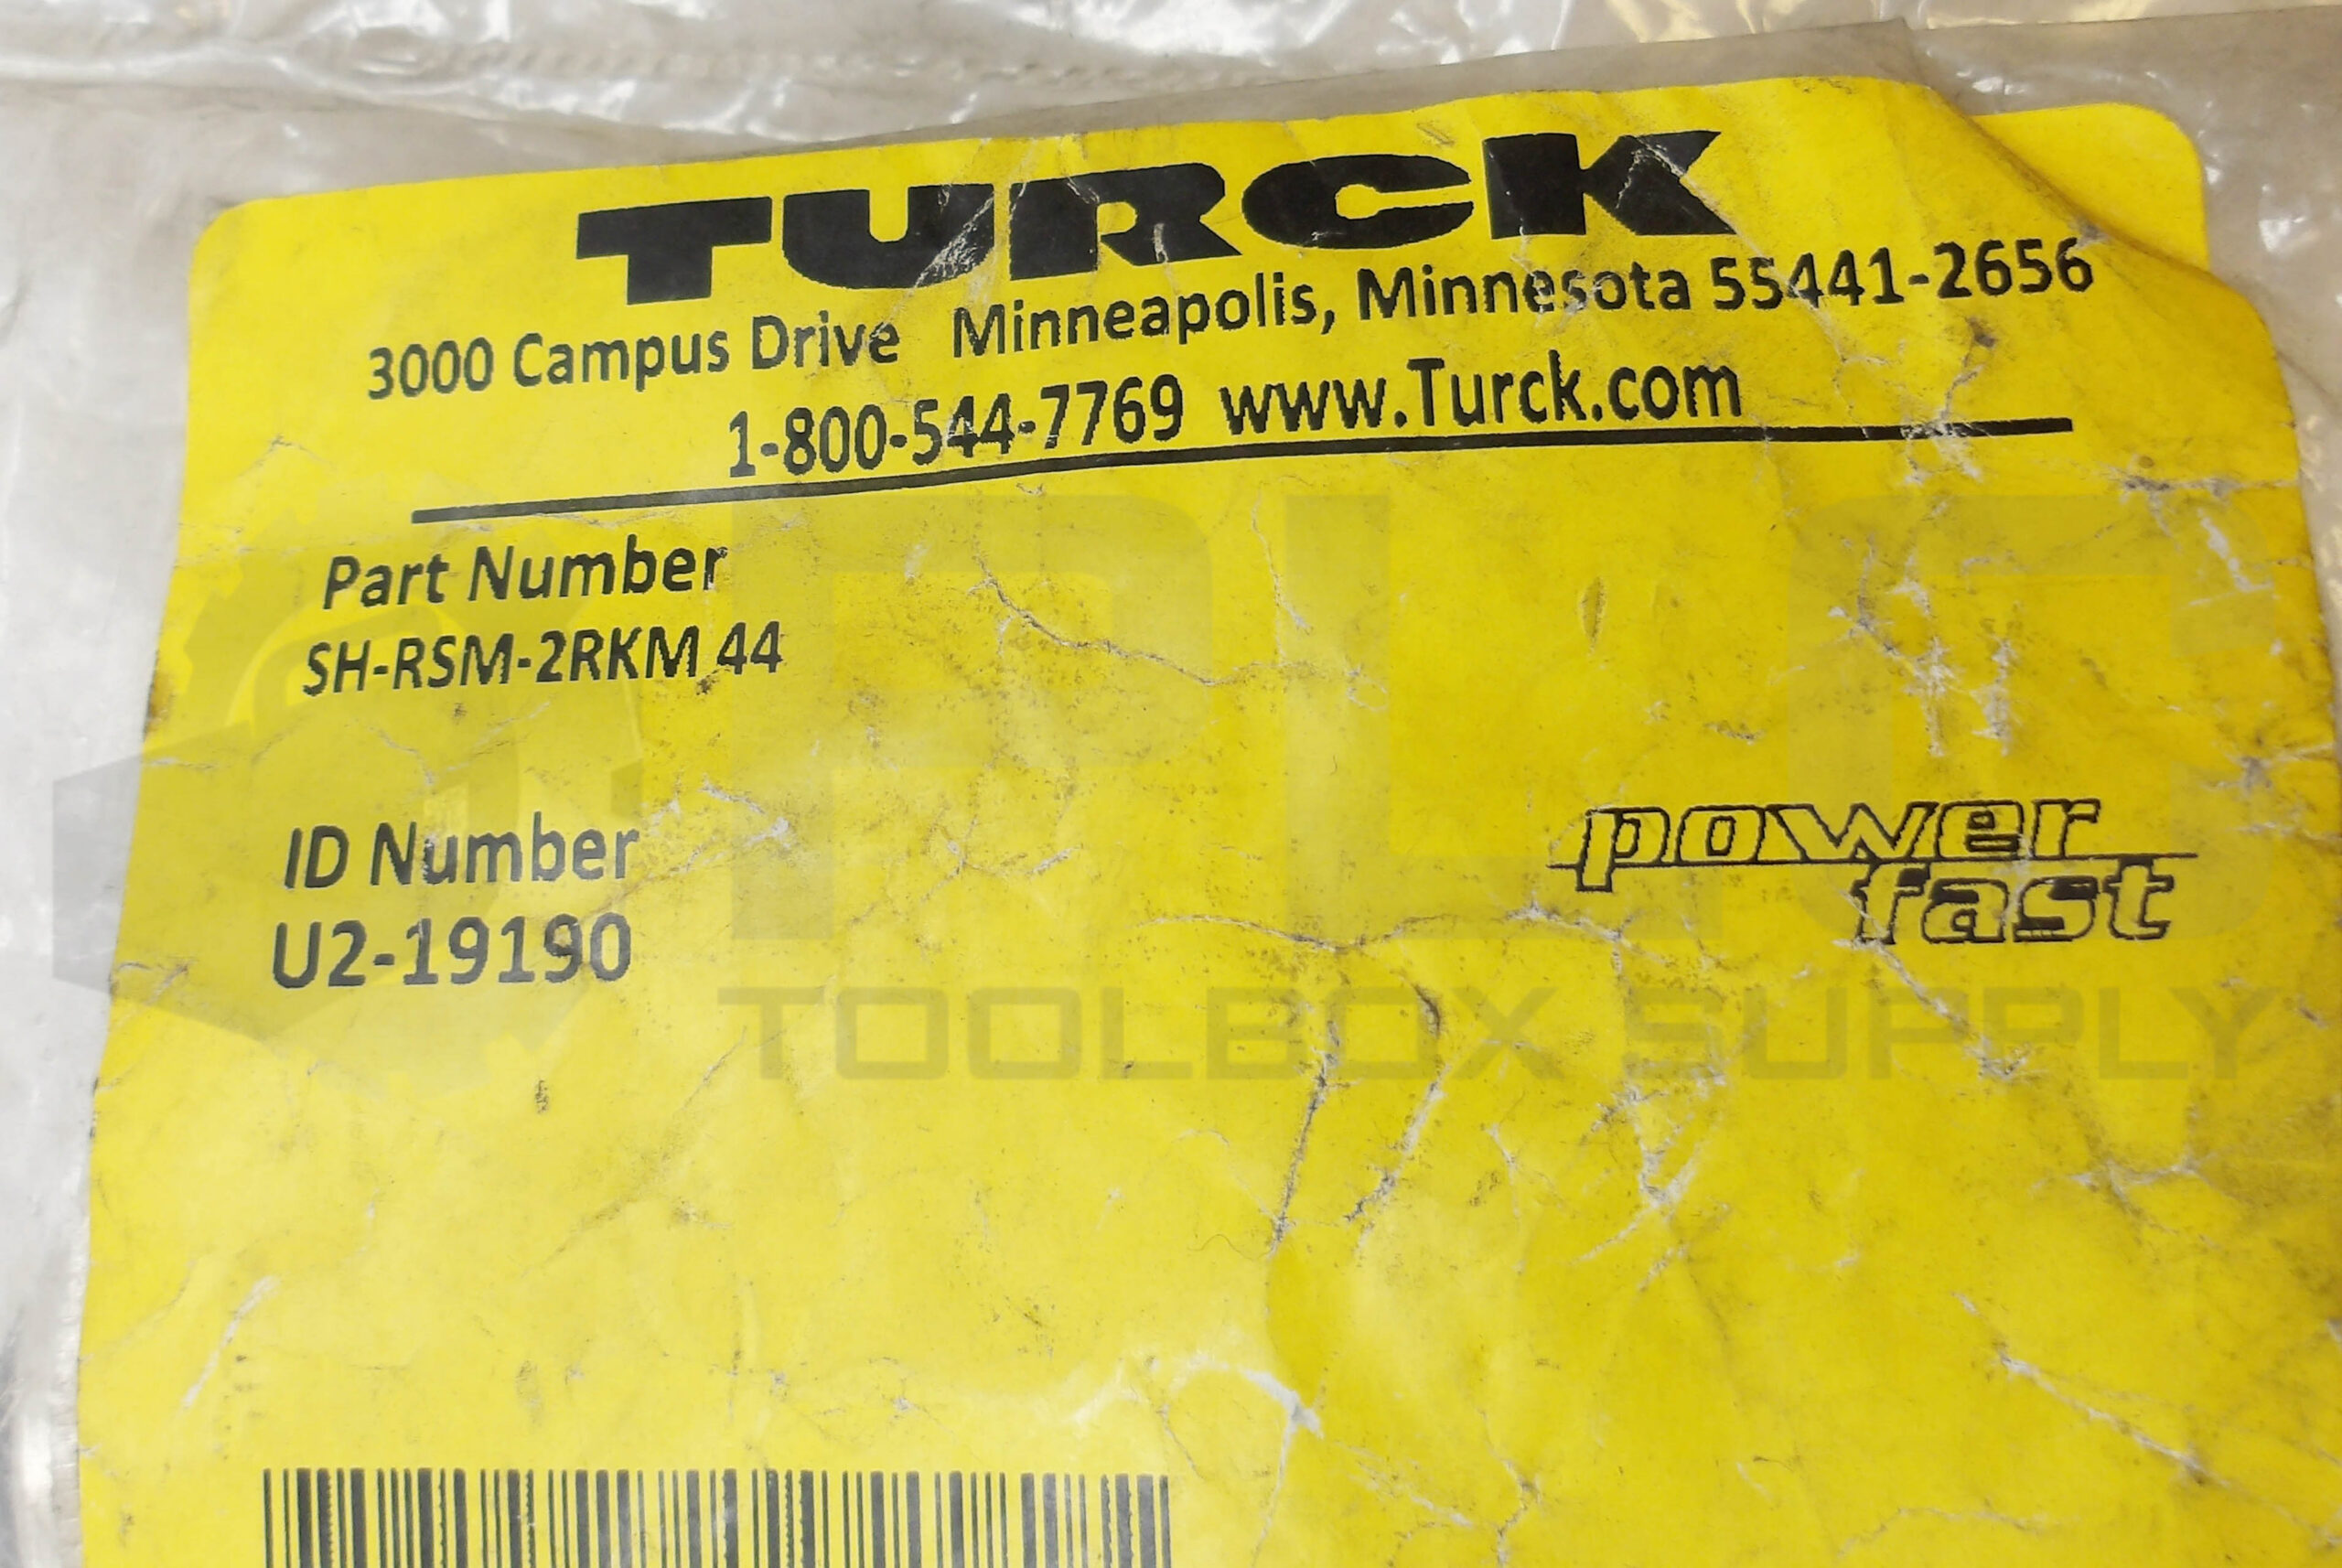 TURCK
3000 Campus Drive Minneapolis, Minnesota 55441-2656
1-800-544-7769 www.Turck.com
Part Number
SH-RSM-2RKM 44
ID Number
U2-19190
power
fast
PLC
TOOLBOX SUPPLY